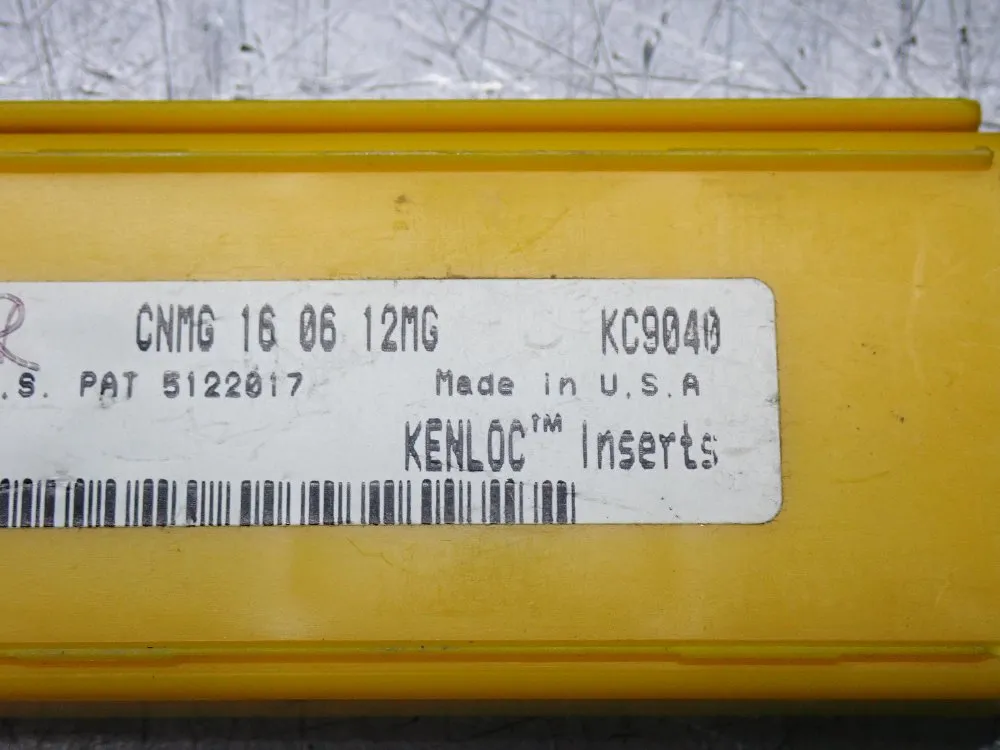 R
CNMG 16 06 12MG KC9040
.S. PAT 5122017 Made in U.S.A
KENLOC™ Inserts